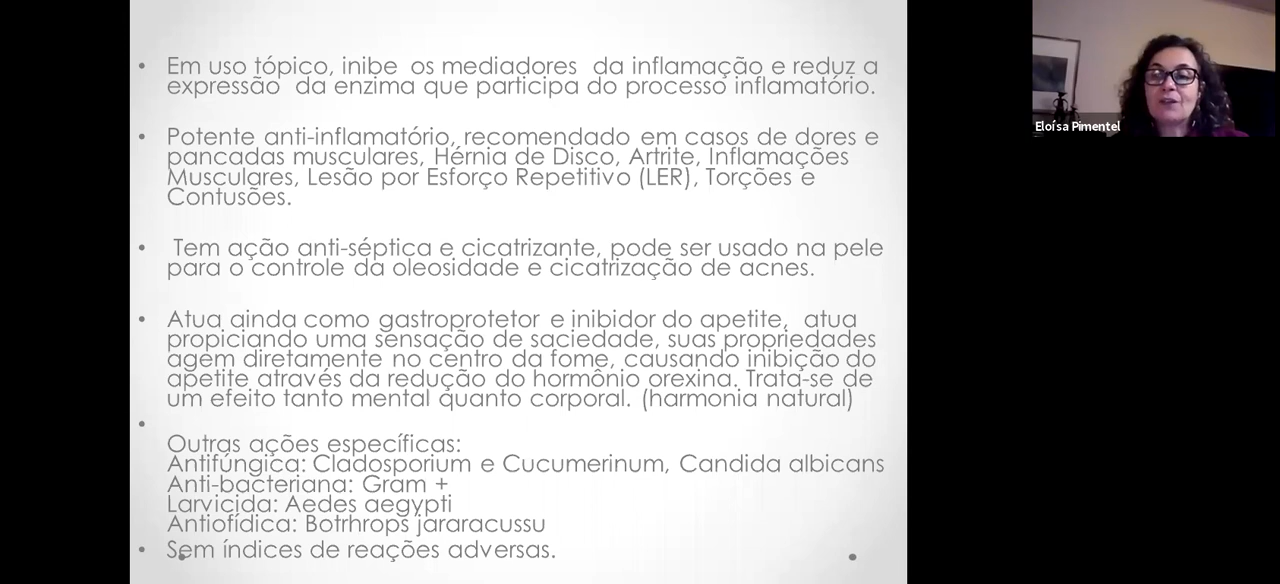 • Em uso tópico, inibe os mediadores da inflamação e reduz a
expressão da enzima que participa do processo inflamatório.
• Potente anti-inflamatório, recomendado em casos de dores e
pancadas musculares, Hérnia de Disco, Artrite, Inflamações
Musculares, Lesão por Esforço Repetitivo (LER), Torções e
Contusões.
• Tem ação anti-séptica e cicatrizante, pode ser usado na pele
para o controle da oleosidade e cicatrização de acnes.
• Atua ainda como gastroprotetor e inibidor do apetite, atua
propiciando uma sensação de saciedade, suas propriedades
agem diretamente no centro da fome, causando inibição do
apetite através da redução do hormônio orexina. Trata-se de
um efeito tanto mental quanto corporal. (harmonia natural)
•
Outras ações específicas:
Antifúngica: Cladosporium e Cucumerinum, Candida albicans
Anti-bacteriana: Gram +
Larvicida: Aedes aegypti
Antiofídica: Botrhrops jararacussu
• Sem índices de reações adversas.
Eloísa Pimentel